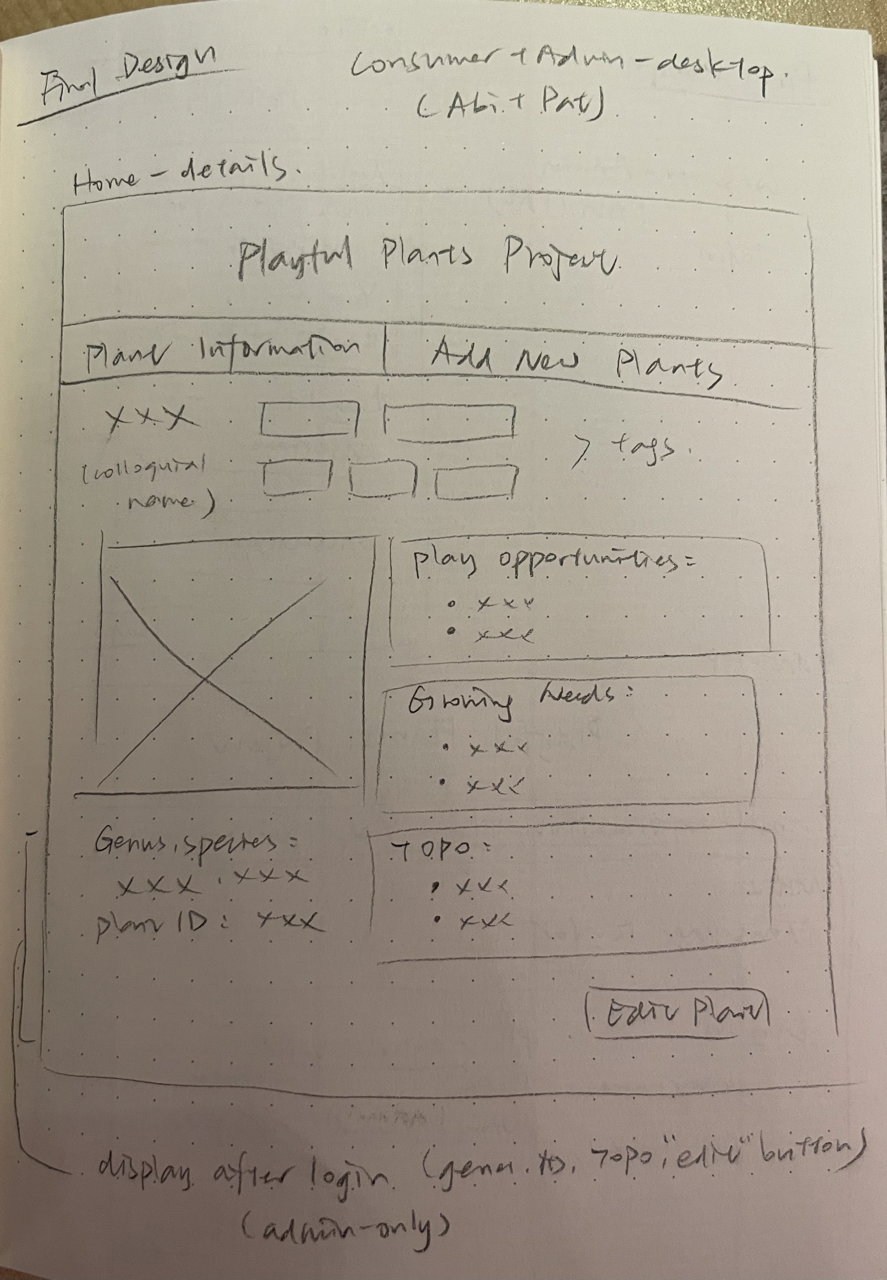 Final Design
Consumer + Admin - desktop.
(Abi + Pat)
Home - details.
Playful Plants Project
Plant Information
Add New Plants
XXX
(colloquial
name)
> tags.
play opportunities:
• xxx
• xxx
Growing Needs:
• xxx
• xxx
Genus, species:
XXX, XXX
plant ID: XXX
TOPO:
• xxx
• xxx
Edit Plant
display after login (genu. ID, Topo, "edit" button)
(admin-only)